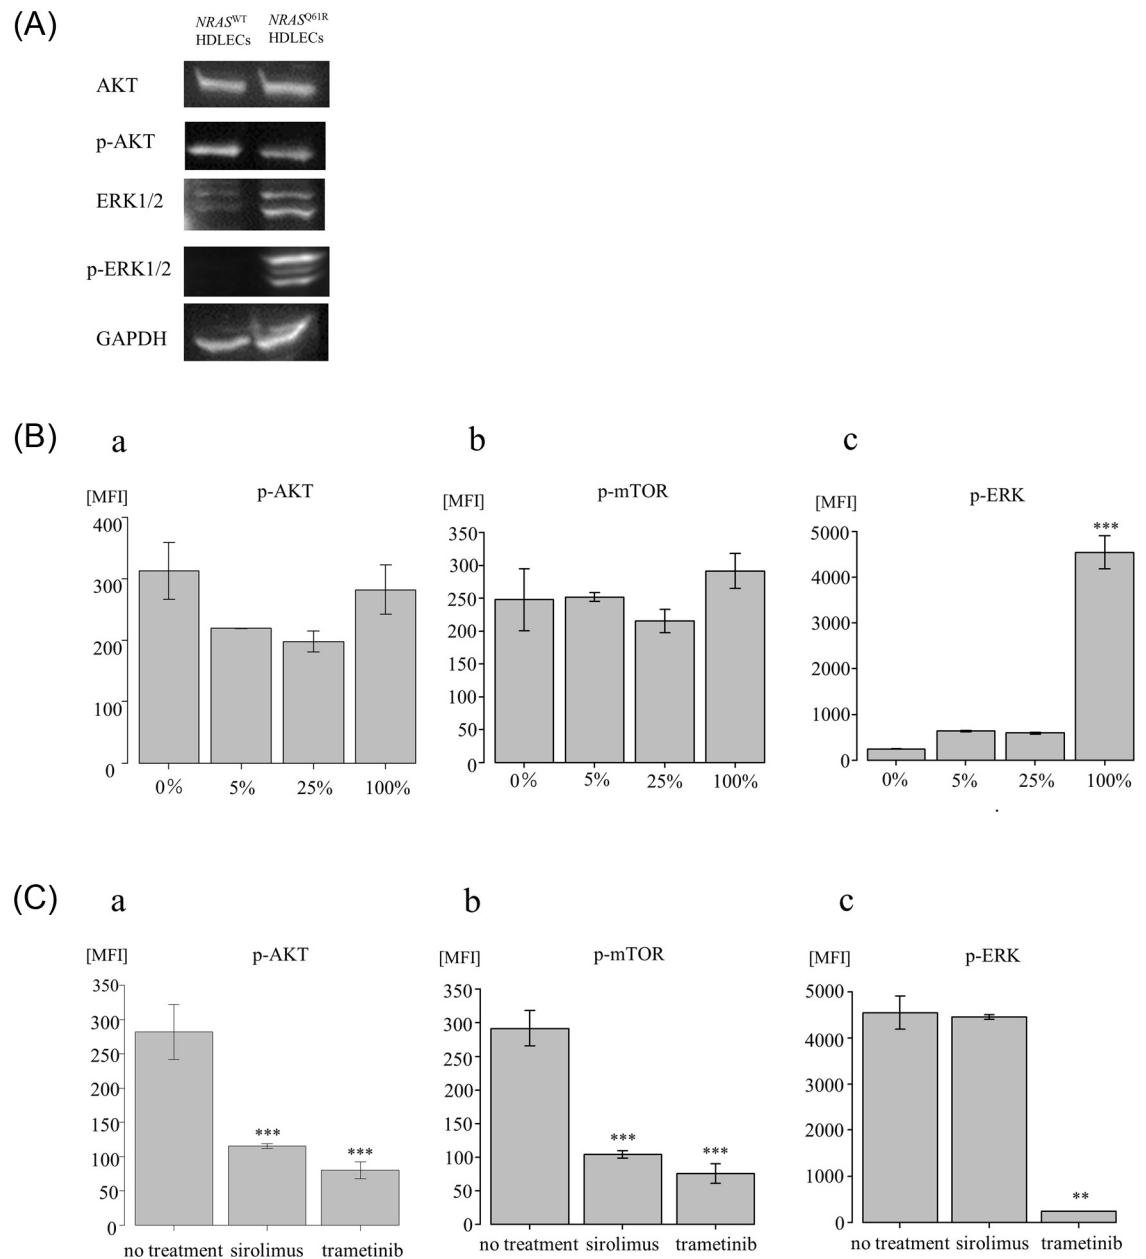 (A)
NRASWT NRASQ61R
HDLECs HDLECs
AKT
p-AKT
ERK1/2
p-ERK1/2
GAPDH
(B)
a b c
[MFI] p-AKT
400
300
200
100
0
0% 5% 25% 100%
[MFI] p-mTOR
350
300
250
200
150
100
50
0
0% 5% 25% 100%
[MFI] p-ERK
***
5000
4000
3000
2000
1000
0
0% 5% 25% 100%
.
(C)
a b c
[MFI] p-AKT
350
300
250
200
150
100
50
0
*** ***
no treatment sirolimus trametinib
[MFI] p-mTOR
350
300
250
200
150
100
50
0
*** ***
no treatment sirolimus trametinib
[MFI] p-ERK
5000
4000
3000
2000
1000
0
**
no treatment sirolimus trametinib